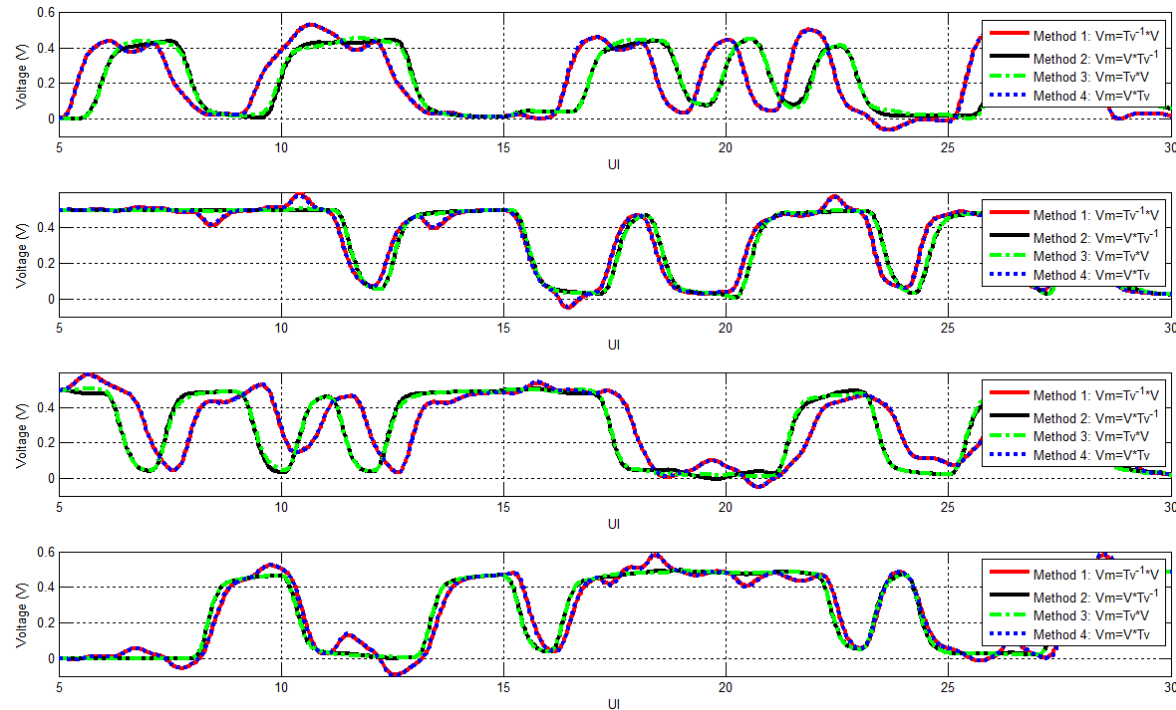 0.6
0.4
0.2
0
Voltage (V)
5 10 15 20 25 30
UI
Method 1: Vm=Tv⁻¹*V
Method 2: Vm=V*Tv⁻¹
Method 3: Vm=Tv*V
Method 4: Vm=V*Tv
0.4
0.2
0
Voltage (V)
5 10 15 20 25 30
UI
Method 1: Vm=Tv⁻¹*V
Method 2: Vm=V*Tv⁻¹
Method 3: Vm=Tv*V
Method 4: Vm=V*Tv
0.4
0.2
0
Voltage (V)
5 10 15 20 25 30
UI
Method 1: Vm=Tv⁻¹*V
Method 2: Vm=V*Tv⁻¹
Method 3: Vm=Tv*V
Method 4: Vm=V*Tv
0.6
0.4
0.2
0
Voltage (V)
5 10 15 20 25 30
UI
Method 1: Vm=Tv⁻¹*V
Method 2: Vm=V*Tv⁻¹
Method 3: Vm=Tv*V
Method 4: Vm=V*Tv